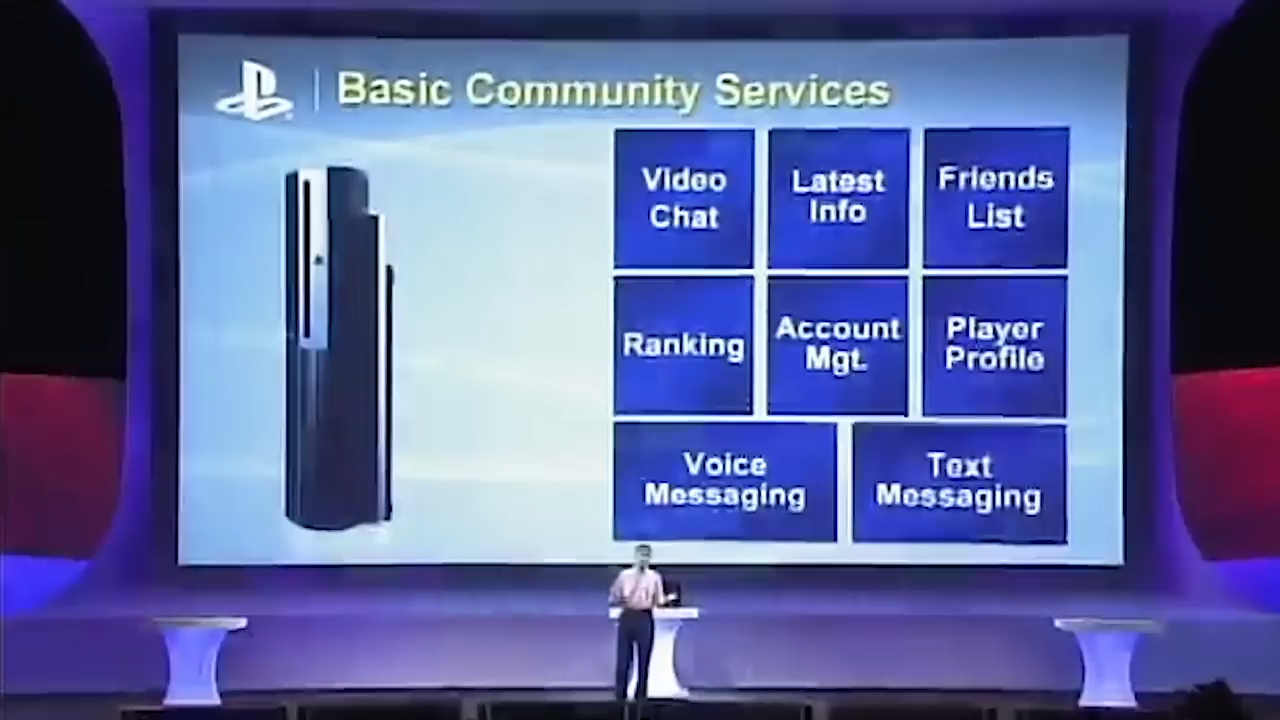 Basic Community Services
Video
Chat
Latest
Info
Friends
List
Ranking
Account
Mgt.
Player
Profile
Voice
Messaging
Text
Messaging